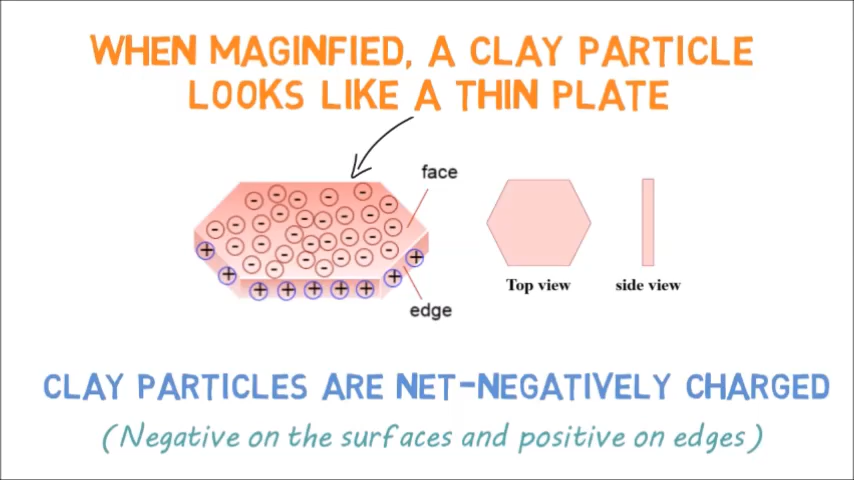 WHEN MAGINFIED, A CLAY PARTICLE
LOOKS LIKE A THIN PLATE
face
edge
Top view
side view
CLAY PARTICLES ARE NET-NEGATIVELY CHARGED
(Negative on the surfaces and positive on edges)